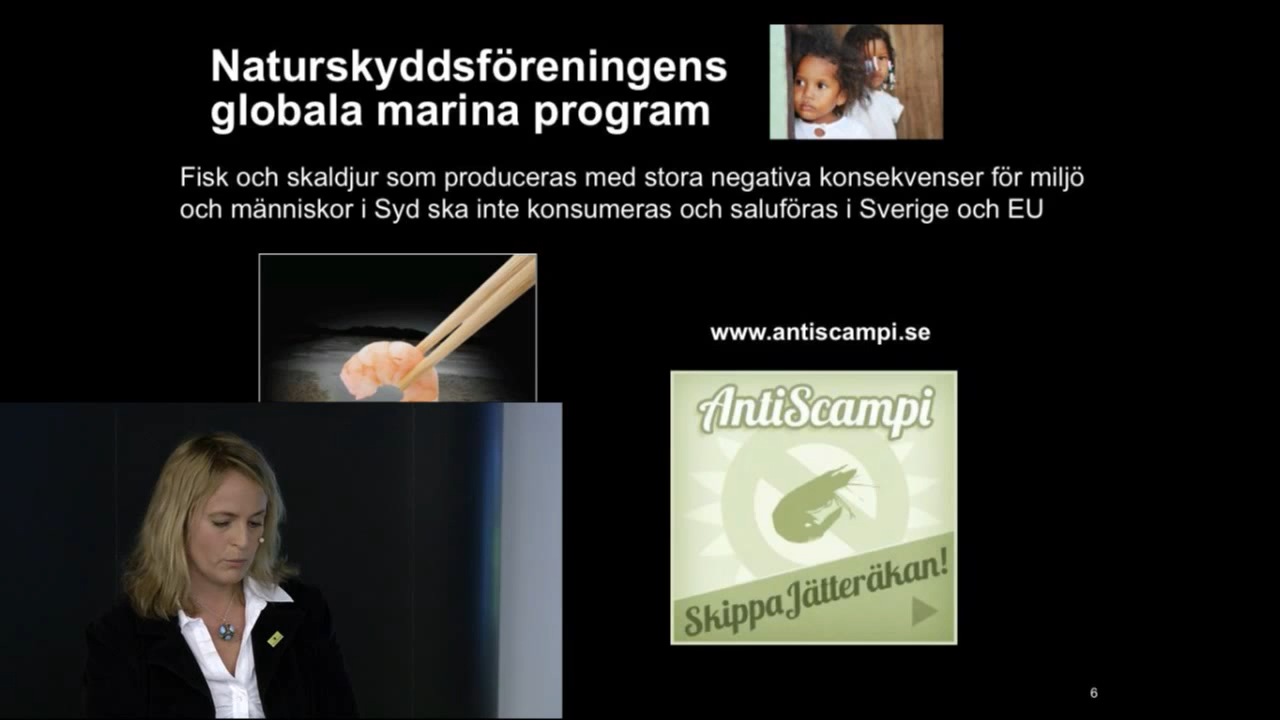 Naturskyddsföreningens
globala marina program
Fisk och skaldjur som produceras med stora negativa konsekvenser för miljö
och människor i Syd ska inte konsumeras och saluföras i Sverige och EU
www.antiscampi.se
AntiScampi
Skippa Jätteräkan!
6